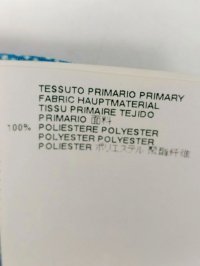 TESSUTO PRIMARIO PRIMARY
FABRIC HAUPTMATERIAL
TISSU PRIMAIRE TEJIDO
PRIMARIO 面料
100% POLIESTERE POLYESTER
POLYESTER POLYESTER
POLIESTER ポリエステル 聚酯纤维